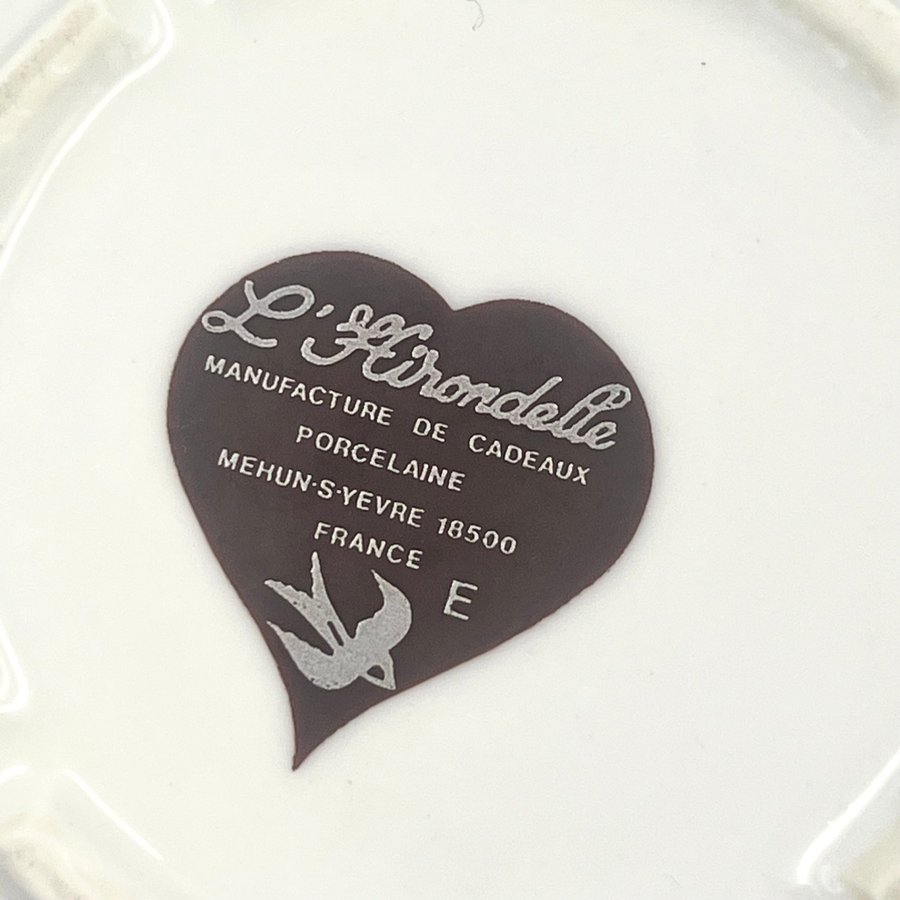 L'Hirondelle
MANUFACTURE DE CADEAUX
PORCELAINE
MEHUN·S·YEVRE 18500
FRANCE
E